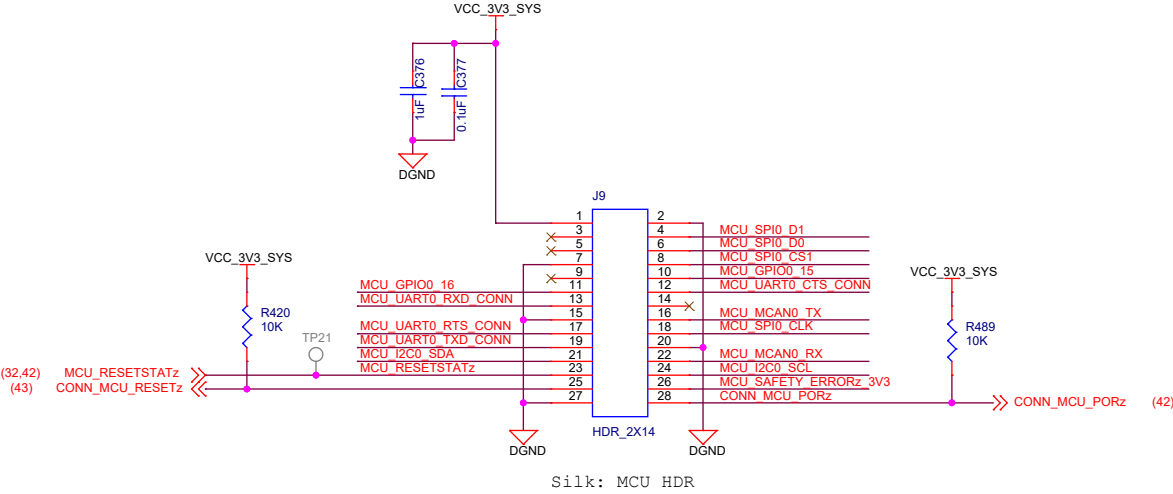 VCC_3V3_SYS
C376
1uF
C377
0.1uF
DGND
J9
1 2
3 4 MCU_SPI0_D1
5 6 MCU_SPI0_D0
7 8 MCU_SPI0_CS1
9 10 MCU_GPIO0_15
MCU_GPIO0_16 11 12 MCU_UART0_CTS_CONN
MCU_UART0_RXD_CONN 13 14
15 16 MCU_MCAN0_TX
MCU_UART0_RTS_CONN 17 18 MCU_SPI0_CLK
MCU_UART0_TXD_CONN 19 20
MCU_I2C0_SDA 21 22 MCU_MCAN0_RX
MCU_RESETSTATz 23 24 MCU_I2C0_SCL
25 26 MCU_SAFETY_ERRORz_3V3
27 28 CONN_MCU_PORz
HDR_2X14
VCC_3V3_SYS
R420
10K
TP21
(32,42) MCU_RESETSTATz
(43) CONN_MCU_RESETz
VCC_3V3_SYS
R489
10K
CONN_MCU_PORz (42)
DGND
DGND
Silk: MCU HDR